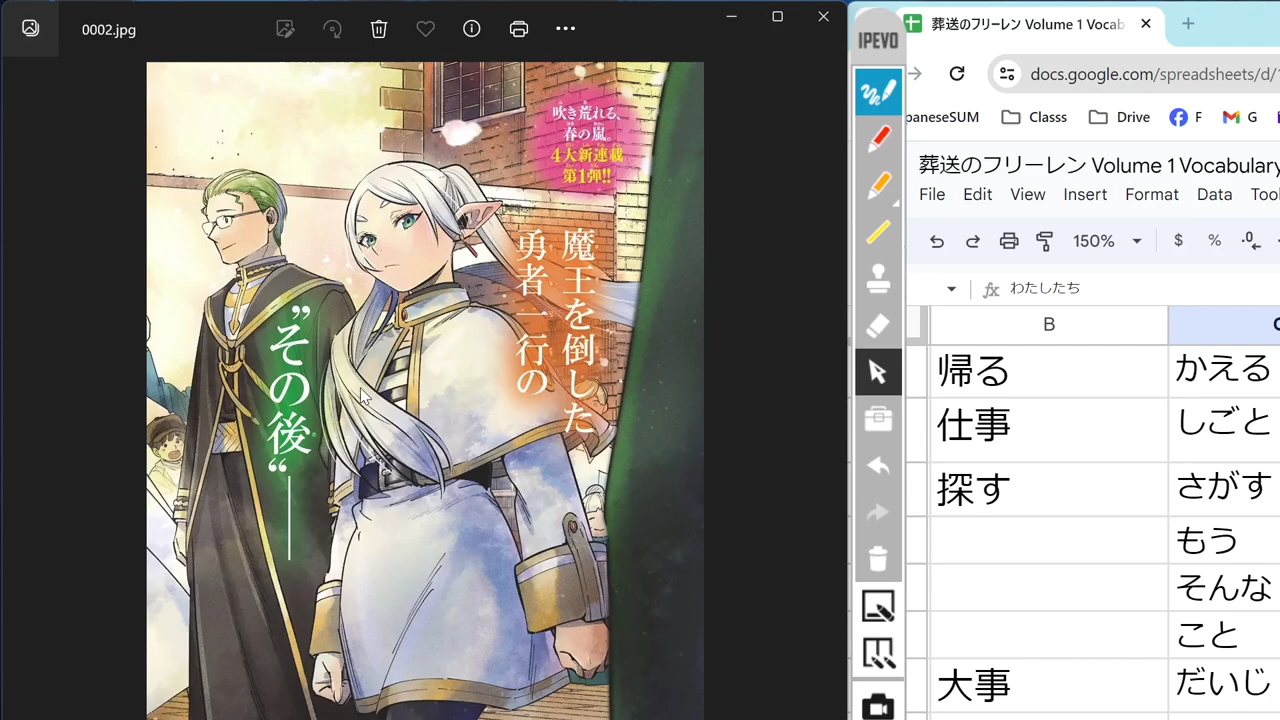 0002.jpg
吹き荒れる、
春の嵐。
4大新連載
第1弾!!
魔王を倒した
勇者一行の
”その後“──
IPEVO
葬送のフリーレン Volume 1 Vocab
docs.google.com/spreadsheets/d/
paneseSUM
Classs
Drive
F
G
葬送のフリーレン Volume 1 Vocabulary
File Edit View Insert Format Data Too
150%
$ % .0
fx わたしたち
B
帰る かえる
仕事 しごと
探す さがす
もう
そんな
こと
大事 だいじ